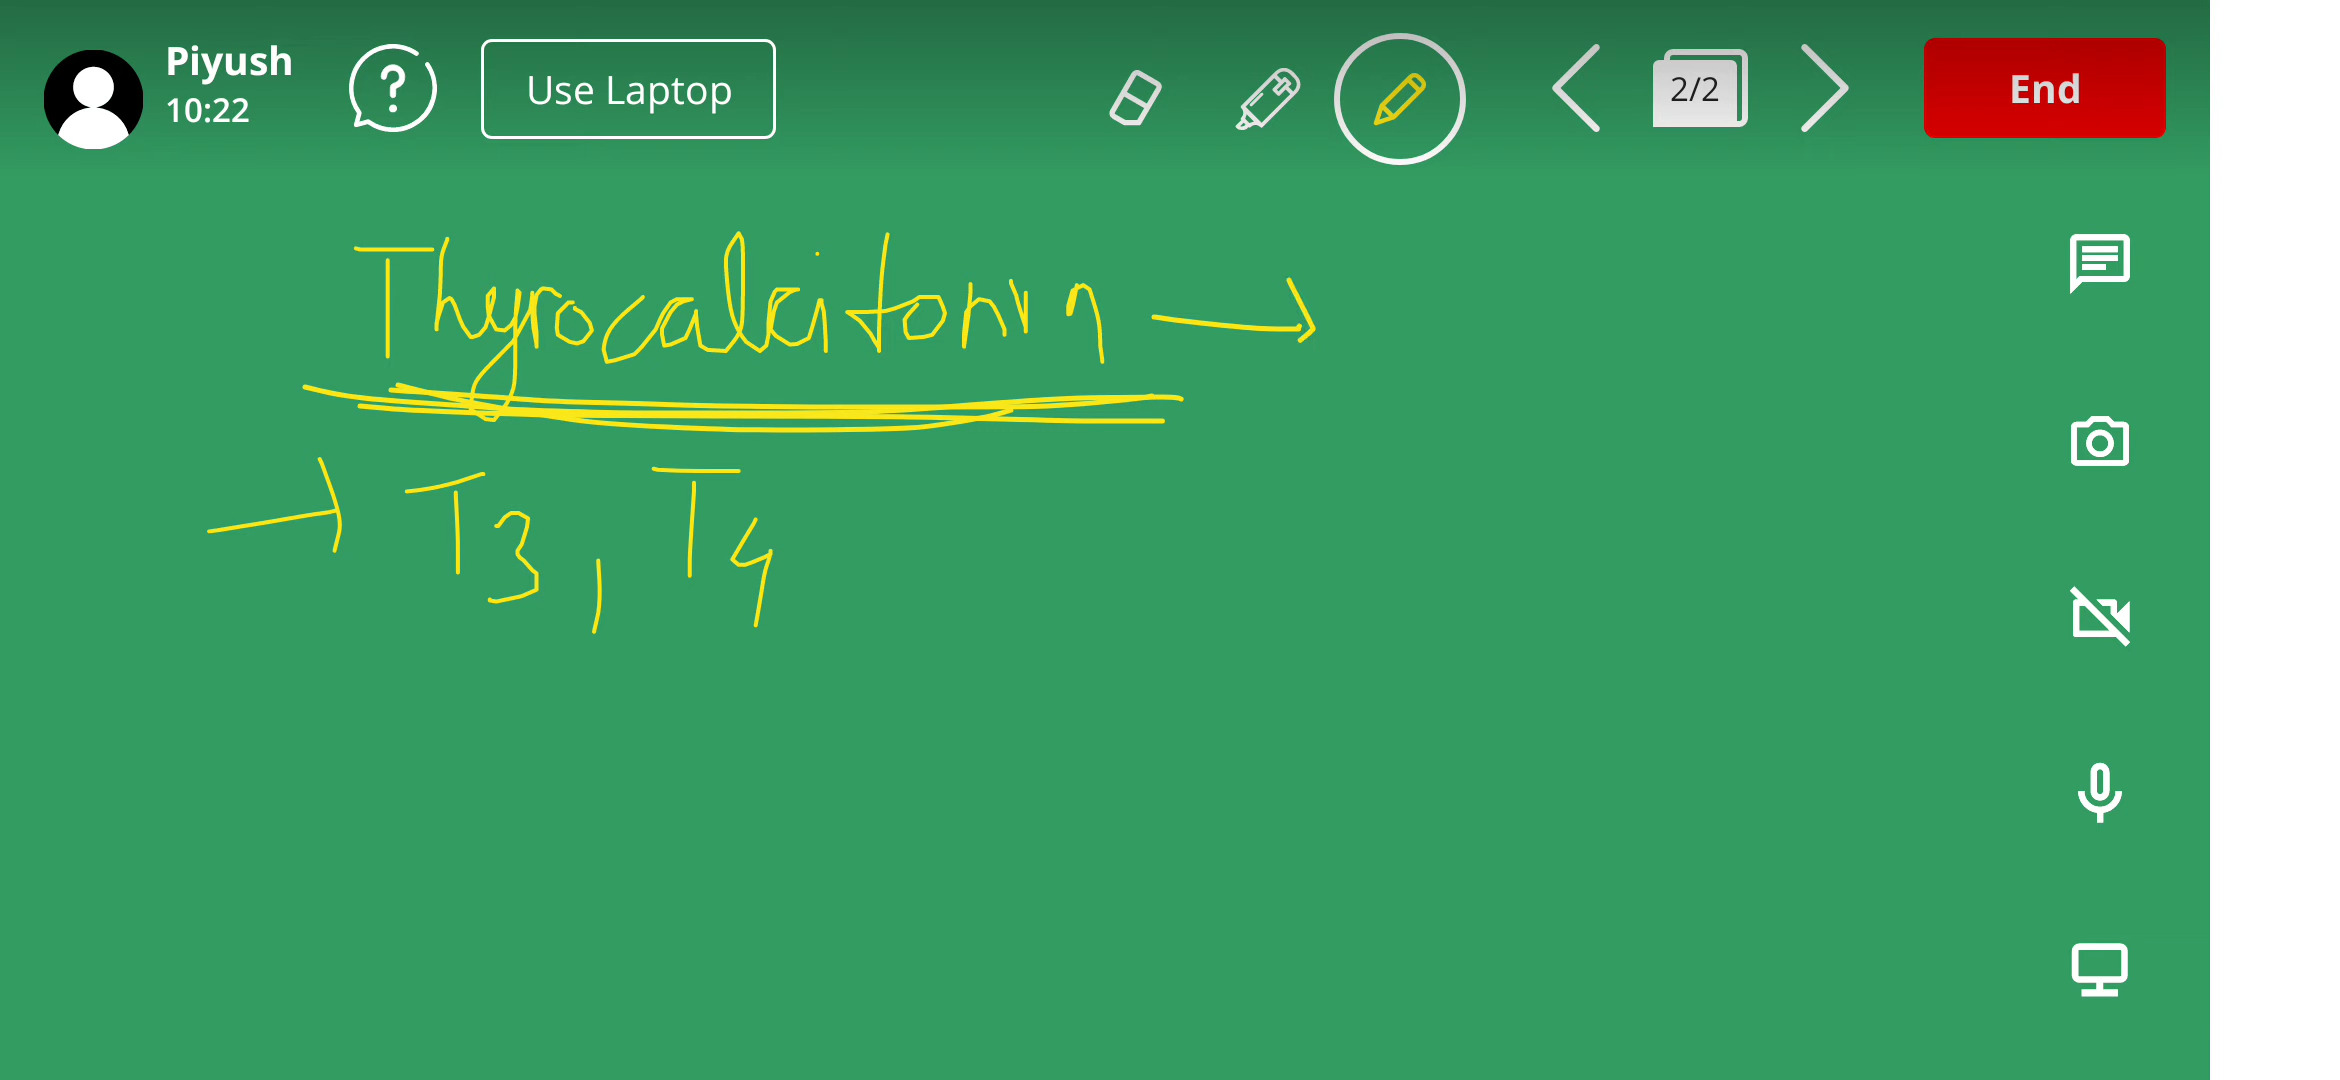 Piyush
10:22
Use Laptop
2/2
End
Thyrocalcitonin →
→ T3, T4